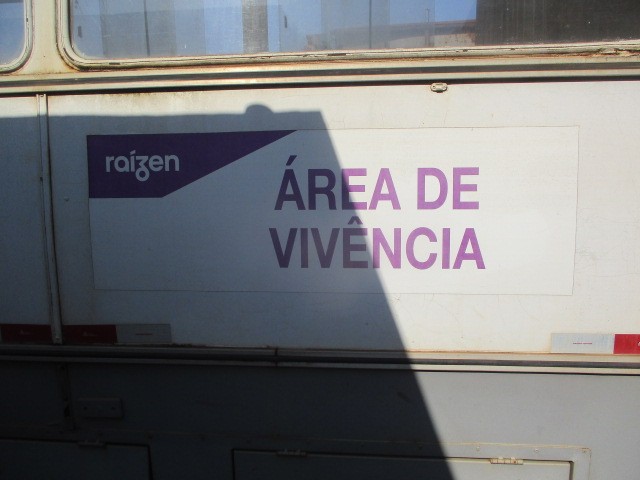 raízen
ÁREA DE
VIVÊNCIA